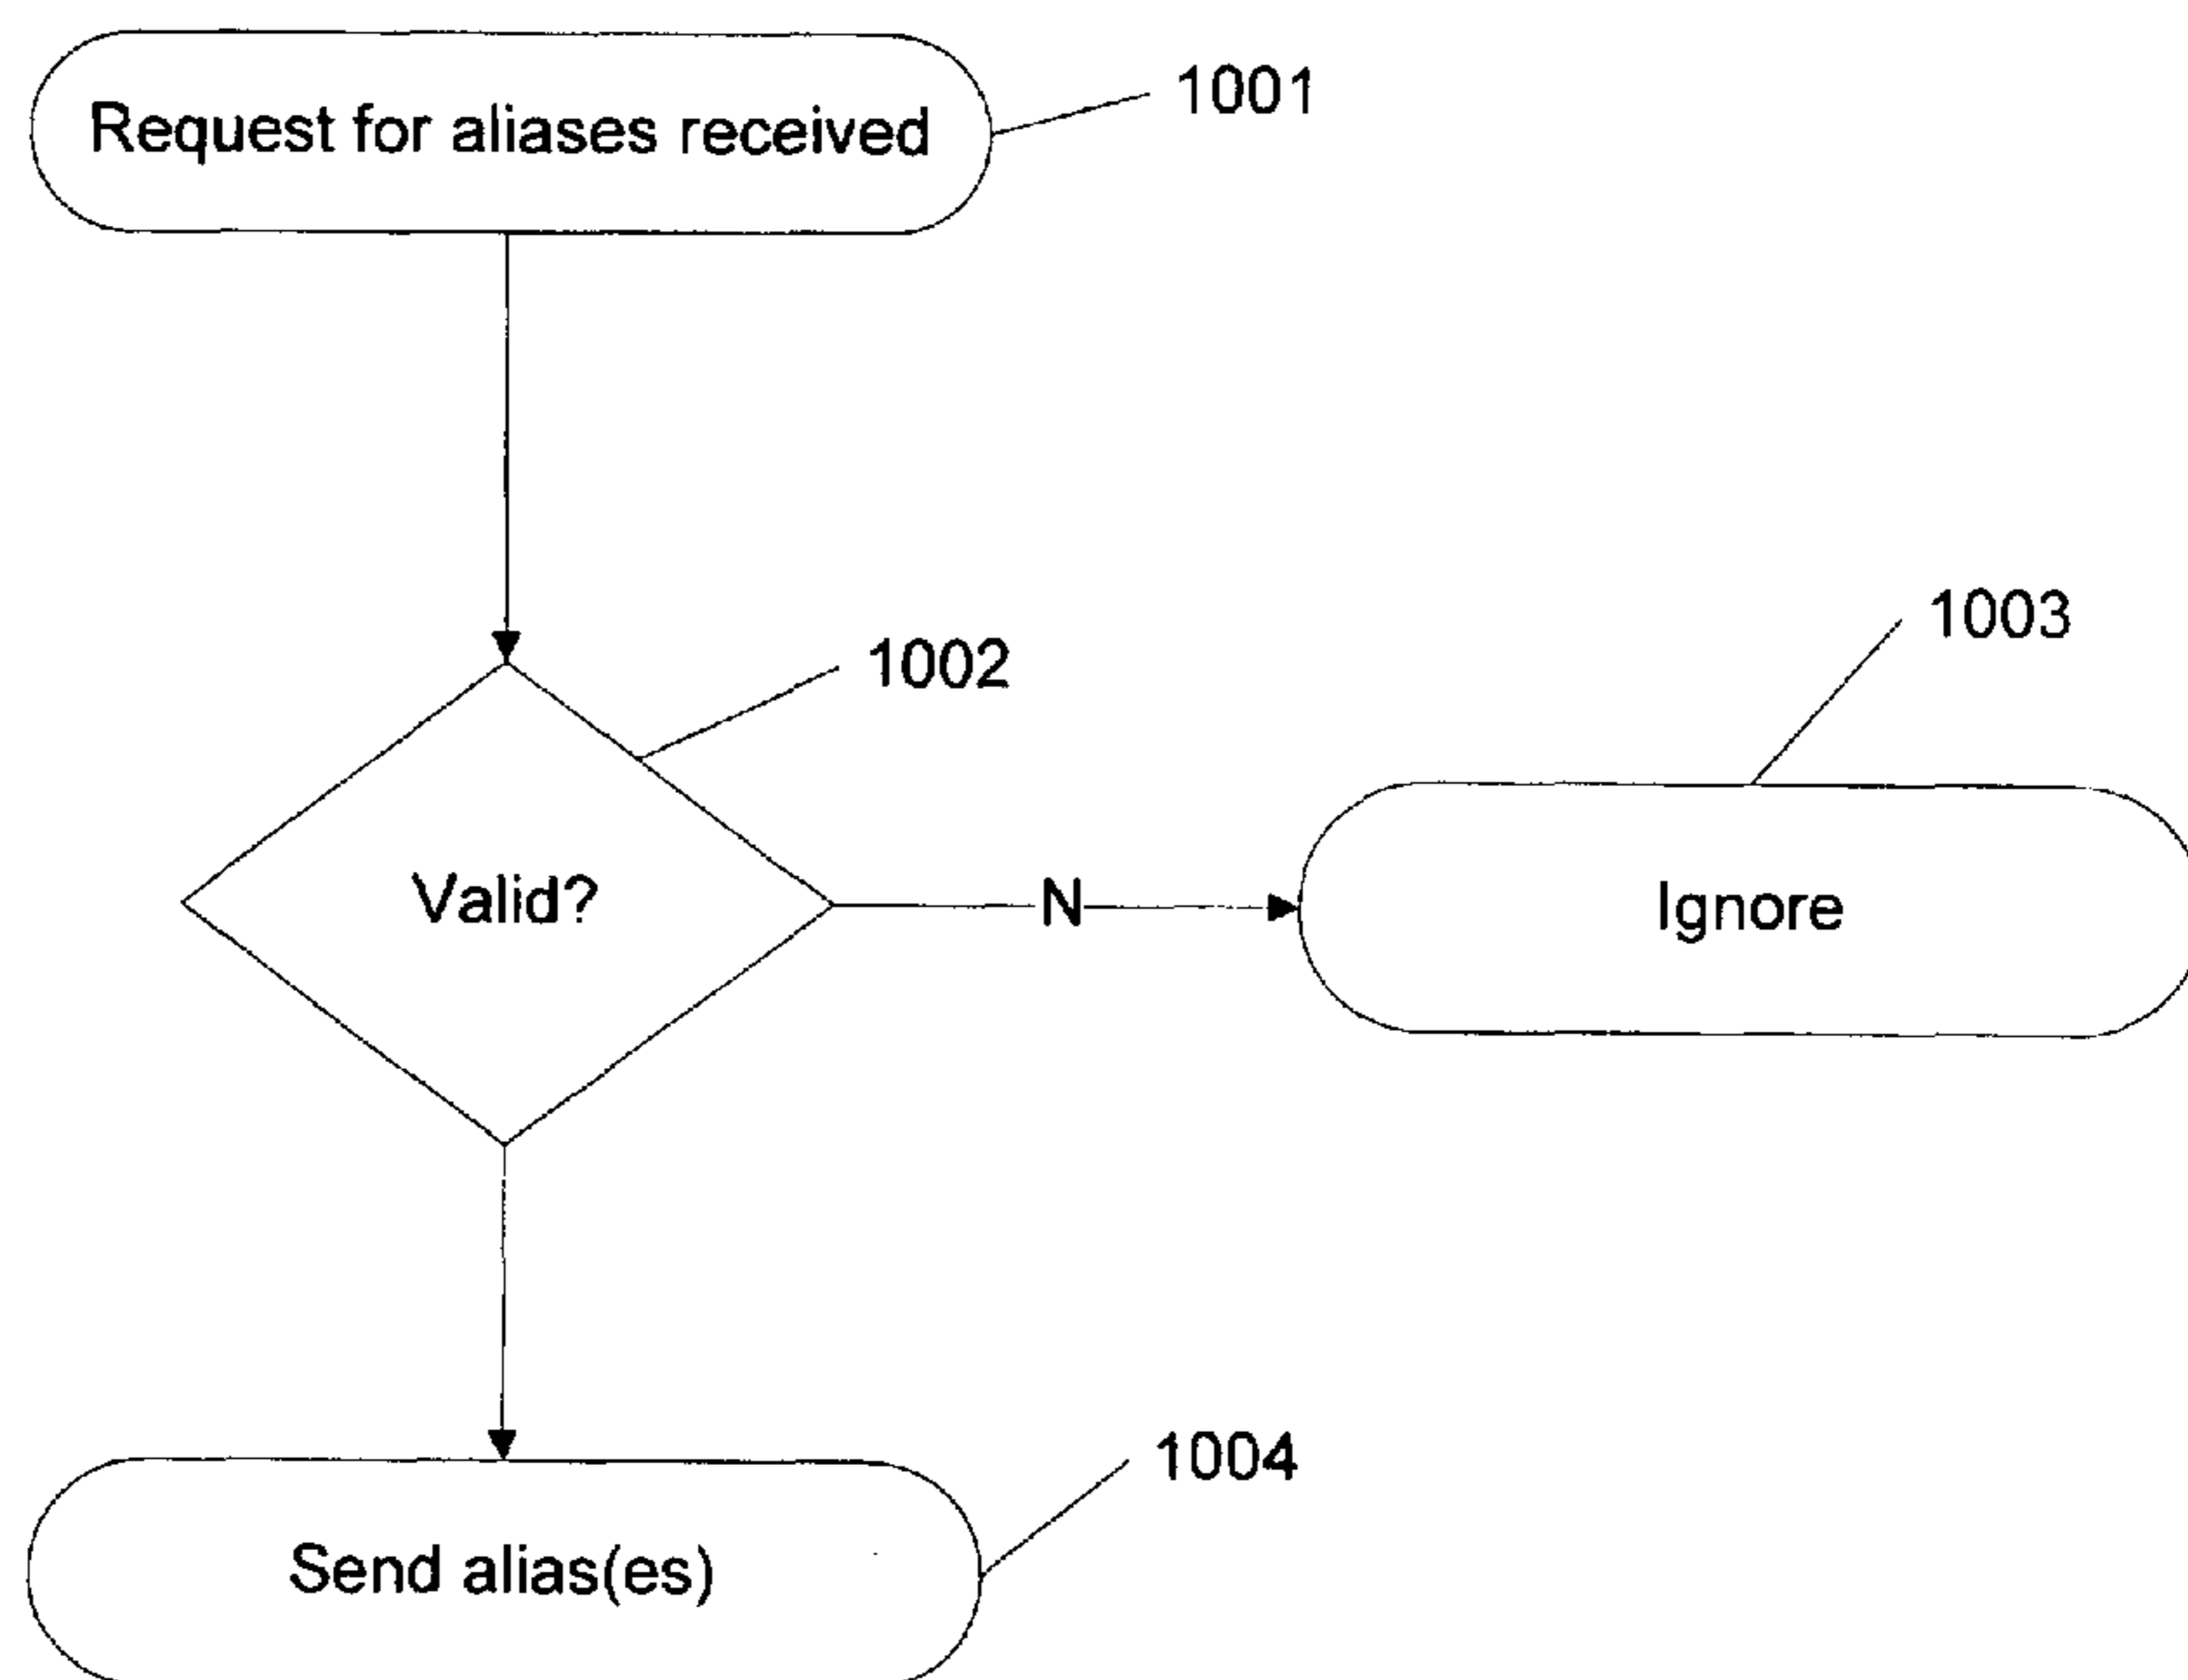 Request for aliases received
1001
1002
1003
Valid?
N
Ignore
1004
Send alias(es)